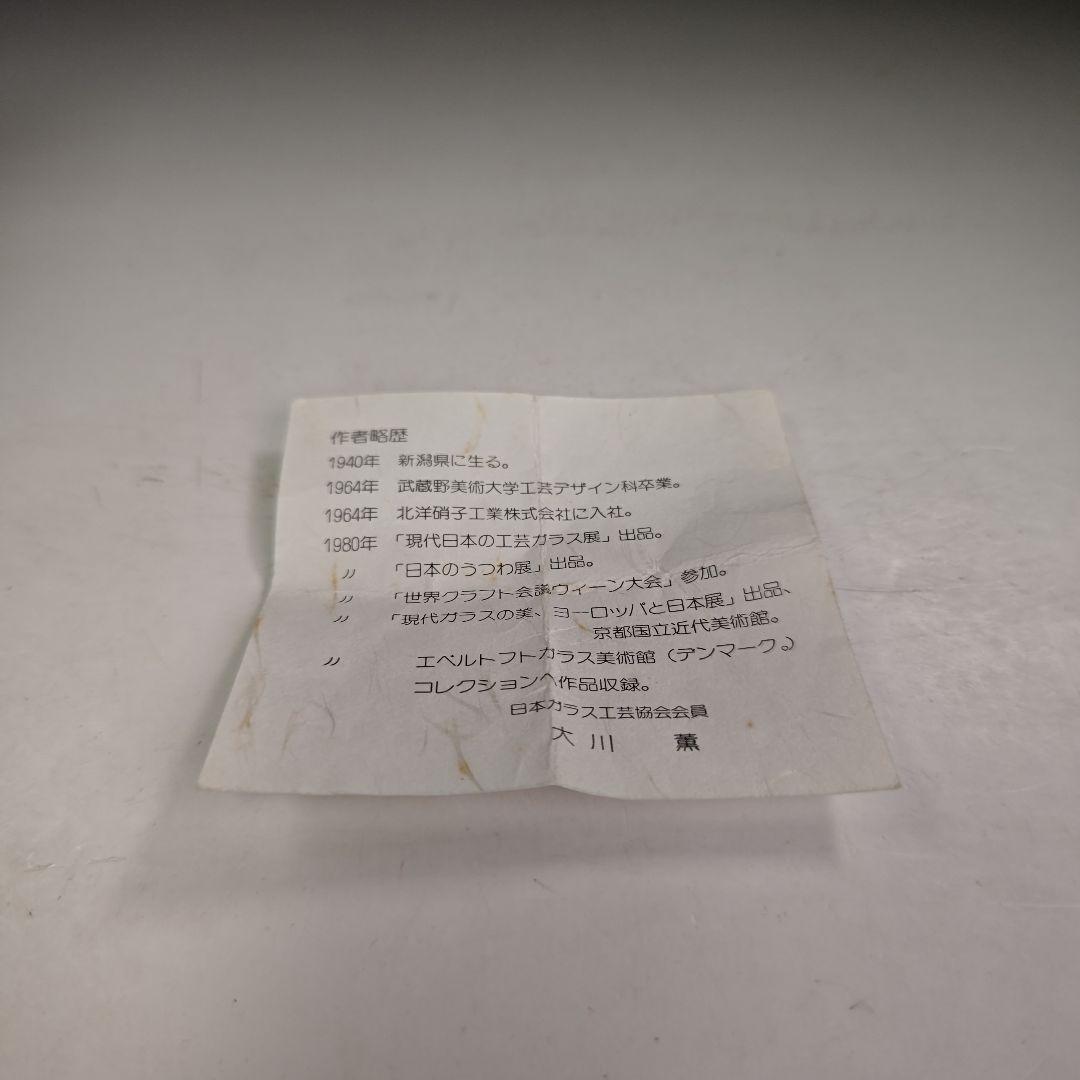 作者略歴
1940年 新潟県に生る。
1964年 武蔵野美術大学工芸デザイン科卒業。
1964年 北洋硝子工業株式会社に入社。
1980年 「現代日本の工芸ガラス展」出品。
〃 「日本のうつわ展」出品。
〃 「世界クラフト会議ウィーン大会」参加。
〃 「現代ガラスの美、ヨーロッパと日本展」出品、
京都国立近代美術館。
〃 エベルトフトガラス美術館(デンマーク。)
コレクションへ作品収録。
日本ガラス工芸協会会員
大川 薫